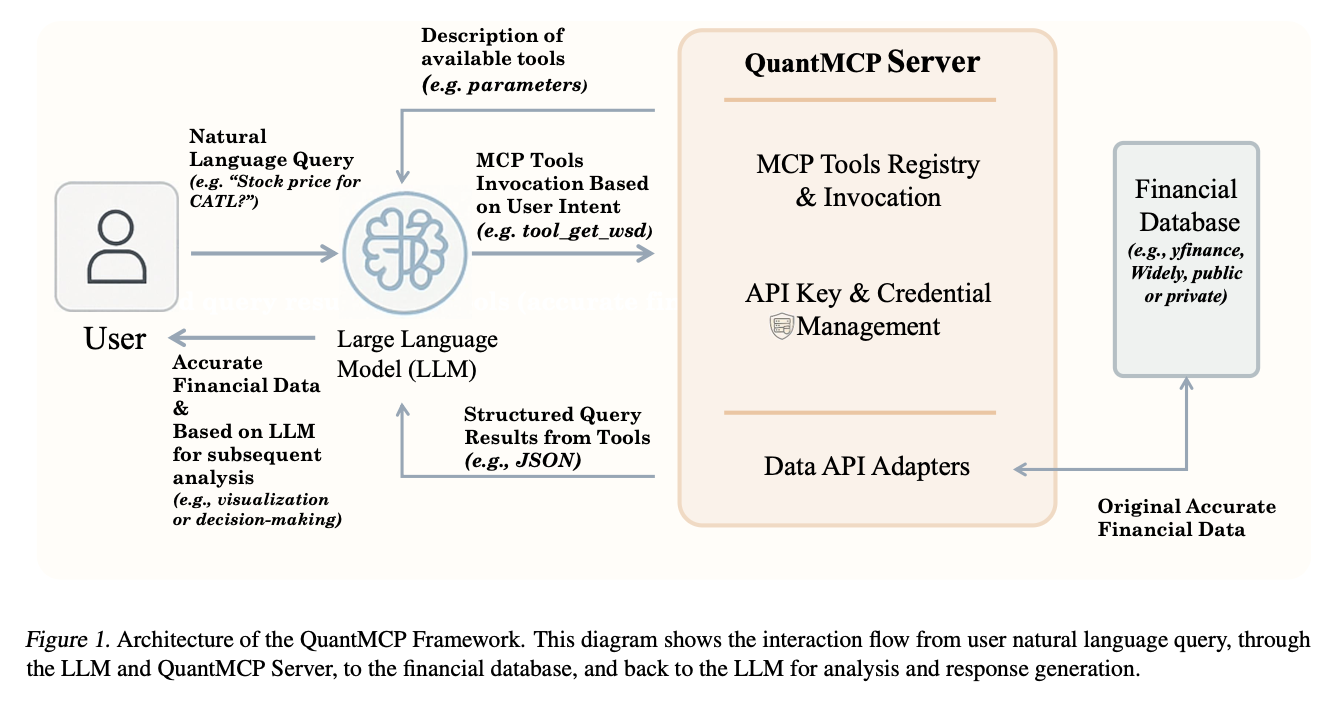 Description of
available tools
(e.g. parameters)
QuantMCP Server
Natural
Language Query
(e.g. “Stock price for
CATL?”)
MCP Tools
Invocation Based
on User Intent
(e.g. tool_get_wsd)
MCP Tools Registry
& Invocation
Financial
Database
(e.g., yfinance,
Widely, public
or private)
API Key & Credential
Management
User
Large Language
Model (LLM)
Accurate
Financial Data
&
Based on LLM
for subsequent
analysis
(e.g., visualization
or decision-making)
Structured Query
Results from Tools
(e.g., JSON)
Data API Adapters
Original Accurate
Financial Data
Figure 1. Architecture of the QuantMCP Framework. This diagram shows the interaction flow from user natural language query, through
the LLM and QuantMCP Server, to the financial database, and back to the LLM for analysis and response generation.